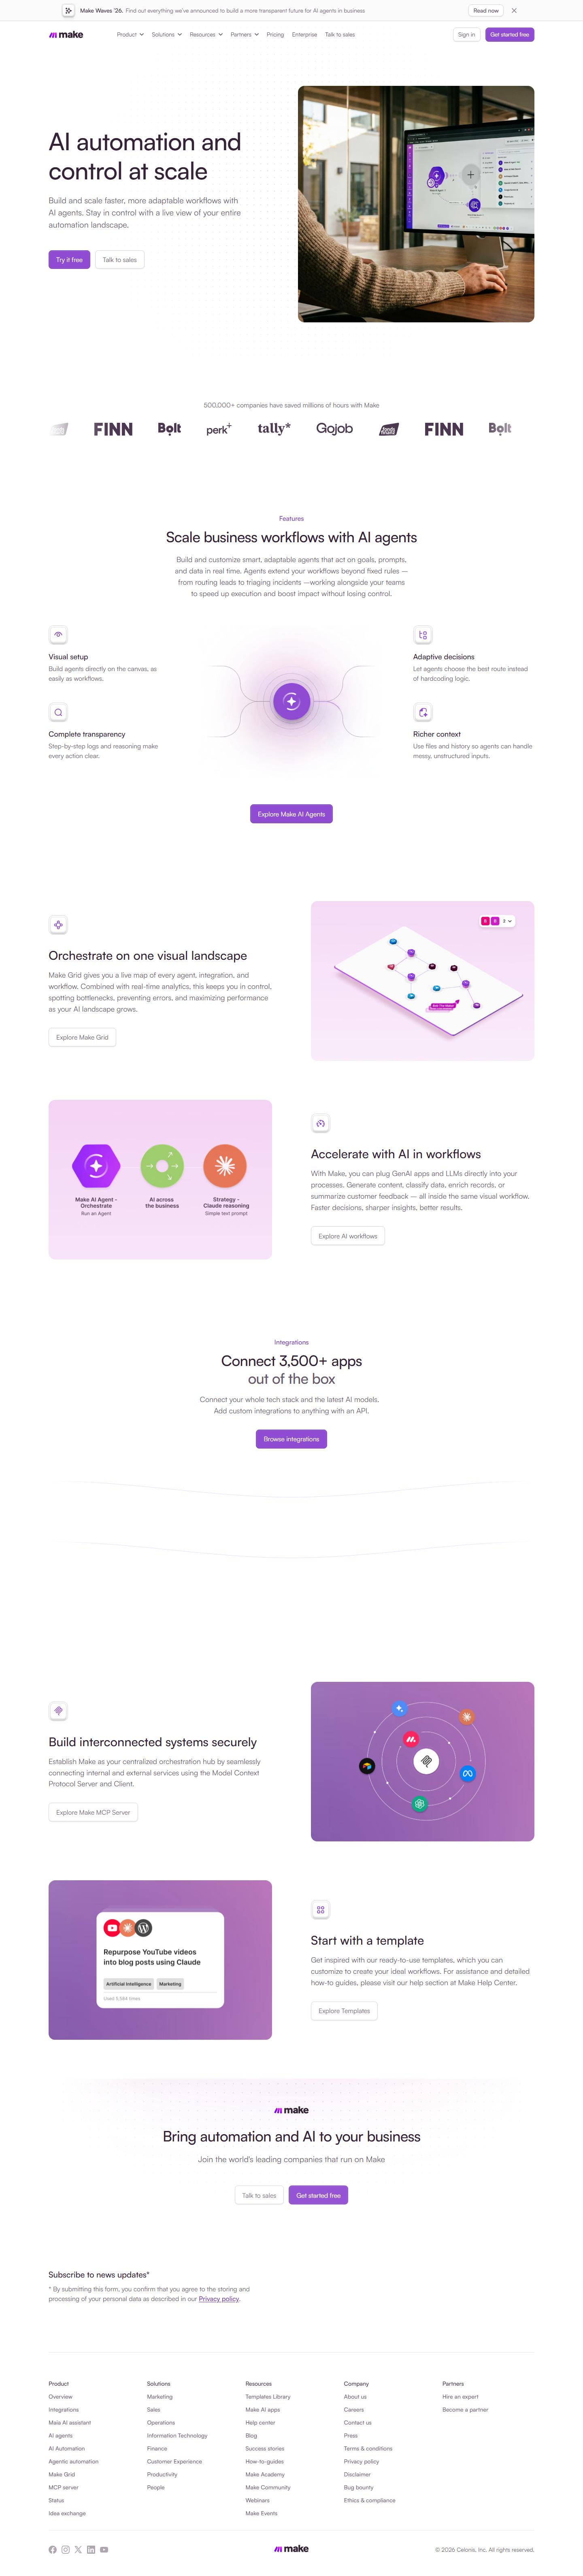 Make Waves '26. Find out everything we've announced to build a more transparent future for AI agents in business
Read now
make
Product
Solutions
Resources
Partners
Pricing
Enterprise
Talk to sales
Sign in
Get started free
AI automation and
control at scale
Build and scale faster, more adaptable workflows with
AI agents. Stay in control with a live view of your entire
automation landscape.
Try it free
Talk to sales
500,000+ companies have saved millions of hours with Make
FINN
Bolt
perk+
tally*
Gojob
FINN
Bolt
Features
Scale business workflows with AI agents
Build and customize smart, adaptable agents that act on goals, prompts,
and data in real time. Agents extend your workflows beyond fixed rules —
from routing leads to triaging incidents —working alongside your teams
to speed up execution and boost impact without losing control.
Visual setup
Build agents directly on the canvas, as
easily as workflows.
Complete transparency
Step-by-step logs and reasoning make
every action clear.
Adaptive decisions
Let agents choose the best route instead
of hardcoding logic.
Richer context
Use files and history so agents can handle
messy, unstructured inputs.
Explore Make AI Agents
Orchestrate on one visual landscape
Make Grid gives you a live map of every agent, integration, and
workflow. Combined with real-time analytics, this keeps you in control,
spotting bottlenecks, preventing errors, and maximizing performance
as your AI landscape grows.
Explore Make Grid
Make AI Agent -
Orchestrate
Run an Agent
AI across
the business
Strategy -
Claude reasoning
Simple text prompt
Accelerate with AI in workflows
With Make, you can plug GenAI apps and LLMs directly into your
processes. Generate content, classify data, enrich records, or
summarize customer feedback — all inside the same visual workflow.
Faster decisions, sharper insights, better results.
Explore AI workflows
Integrations
Connect 3,500+ apps
out of the box
Connect your whole tech stack and the latest AI models.
Add custom integrations to anything with an API.
Browse integrations
Build interconnected systems securely
Establish Make as your centralized orchestration hub by seamlessly
connecting internal and external services using the Model Context
Protocol Server and Client.
Explore Make MCP Server
Repurpose YouTube videos
into blog posts using Claude
Artificial Intelligence
Marketing
Used 5,584 times
Start with a template
Get inspired with our ready-to-use templates, which you can
customize to create your ideal workflows. For assistance and detailed
how-to guides, please visit our help section at Make Help Center.
Explore Templates
make
Bring automation and AI to your business
Join the world's leading companies that run on Make
Talk to sales
Get started free
Subscribe to news updates*
* By submitting this form, you confirm that you agree to the storing and
processing of your personal data as described in our Privacy policy.
Product
Overview
Integrations
Maia AI assistant
AI agents
AI Automation
Agentic automation
Make Grid
MCP server
Status
Idea exchange
Solutions
Marketing
Sales
Operations
Information Technology
Finance
Customer Experience
Productivity
People
Resources
Templates Library
Make AI apps
Help center
Blog
Success stories
How-to-guides
Make Academy
Make Community
Webinars
Make Events
Company
About us
Careers
Contact us
Press
Terms & conditions
Privacy policy
Disclaimer
Bug bounty
Ethics & compliance
Partners
Hire an expert
Become a partner
make
© 2026 Celonis, Inc. All rights reserved.